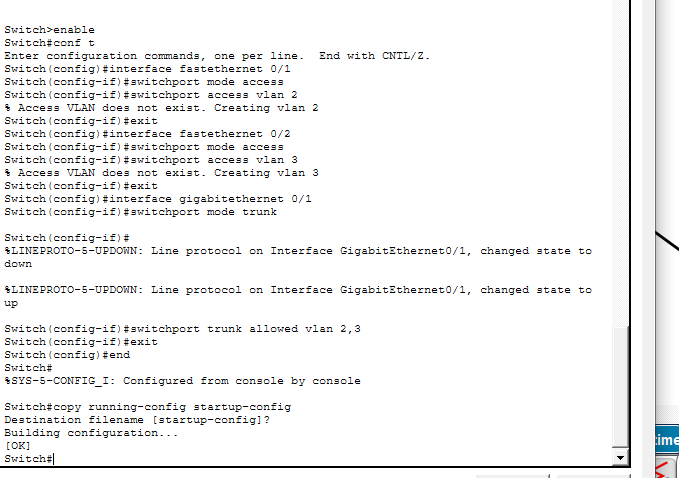 Switch>enable
Switch#conf t
Enter configuration commands, one per line.  End with CNTL/Z.
Switch(config)#interface fastethernet 0/1
Switch(config-if)#switchport mode access
Switch(config-if)#switchport access vlan 2
% Access VLAN does not exist. Creating vlan 2
Switch(config-if)#exit
Switch(config)#interface fastethernet 0/2
Switch(config-if)#switchport mode access
Switch(config-if)#switchport access vlan 3
% Access VLAN does not exist. Creating vlan 3
Switch(config-if)#exit
Switch(config)#interface gigabitethernet 0/1
Switch(config-if)#switchport mode trunk
Switch(config-if)#
%LINEPROTO-5-UPDOWN: Line protocol on Interface GigabitEthernet0/1, changed state to
down
%LINEPROTO-5-UPDOWN: Line protocol on Interface GigabitEthernet0/1, changed state to
up
Switch(config-if)#switchport trunk allowed vlan 2,3
Switch(config-if)#exit
Switch(config)#end
Switch#
%SYS-5-CONFIG_I: Configured from console by console
Switch#copy running-config startup-config
Destination filename [startup-config]?
Building configuration...
[OK]
Switch#
time